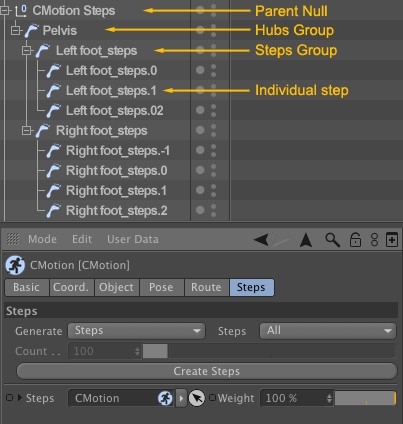 CMotion Steps Parent Null
Pelvis Hubs Group
Left foot_steps Steps Group
Left foot_steps.0
Left foot_steps.1 Individual step
Left foot_steps.02
Right foot_steps
Right foot_steps.-1
Right foot_steps.0
Right foot_steps.1
Right foot_steps.2
Mode Edit User Data
CMotion [CMotion]
Basic Coord. Object Pose Route Steps
Steps
Generate Steps Steps All
Count . . 100
Create Steps
Steps CMotion Weight 100 %